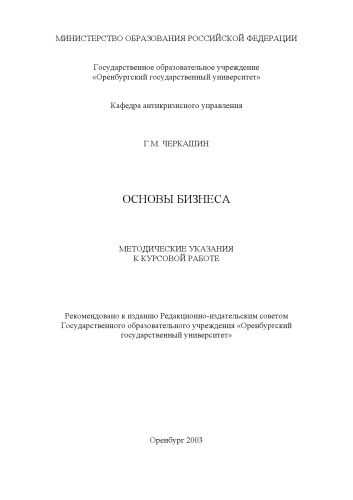 МИНИСТЕРСТВО ОБРАЗОВАНИЯ РОССИЙСКОЙ ФЕДЕРАЦИИ
Государственное образовательное учреждение
«Оренбургский государственный университет»
Кафедра антикризисного управления
Г.М. ЧЕРКАШИН
ОСНОВЫ БИЗНЕСА
МЕТОДИЧЕСКИЕ УКАЗАНИЯ
К КУРСОВОЙ РАБОТЕ
Рекомендовано к изданию Редакционно-издательским советом
Государственного образовательного учреждения «Оренбургский
государственный университет»
Оренбург 2003